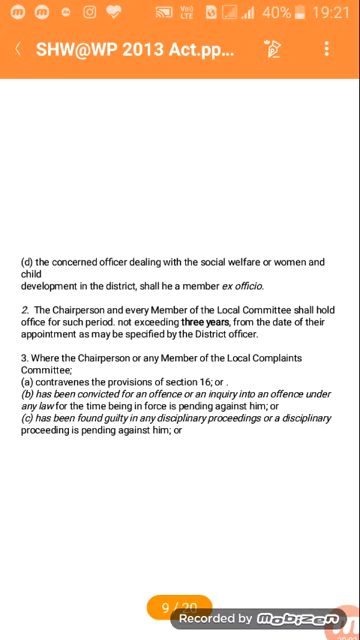 40% 19:21
SHW@WP 2013 Act.pp...
(d) the concerned officer dealing with the social welfare or women and
child
development in the district, shall he a member ex officio.
2. The Chairperson and every Member of the Local Committee shall hold
office for such period. not exceeding three years, from the date of their
appointment as may be specified by the District officer.
3. Where the Chairperson or any Member of the Local Complaints
Committee;
(a) contravenes the provisions of section 16; or .
(b) has been convicted for an offence or an inquiry into an offence under
any law for the time being in force is pending against him; or
(c) has been found guilty in any disciplinary proceedings or a disciplinary
proceeding is pending against him; or
9 / 20
Recorded by Mobizen